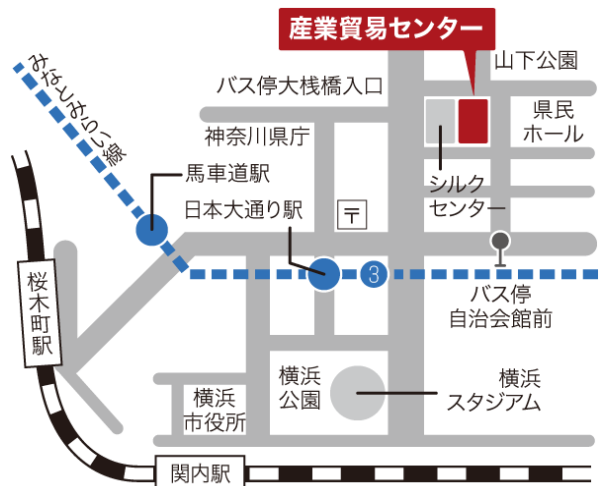 産業貿易センター
山下公園
みなとみらい線
バス停大桟橋入口
県民
ホール
神奈川県庁
馬車道駅
シルク
センター
日本大通り駅
〒
3
バス停
自治会館前
桜木町駅
横浜
公園
横浜
スタジアム
横浜
市役所
関内駅